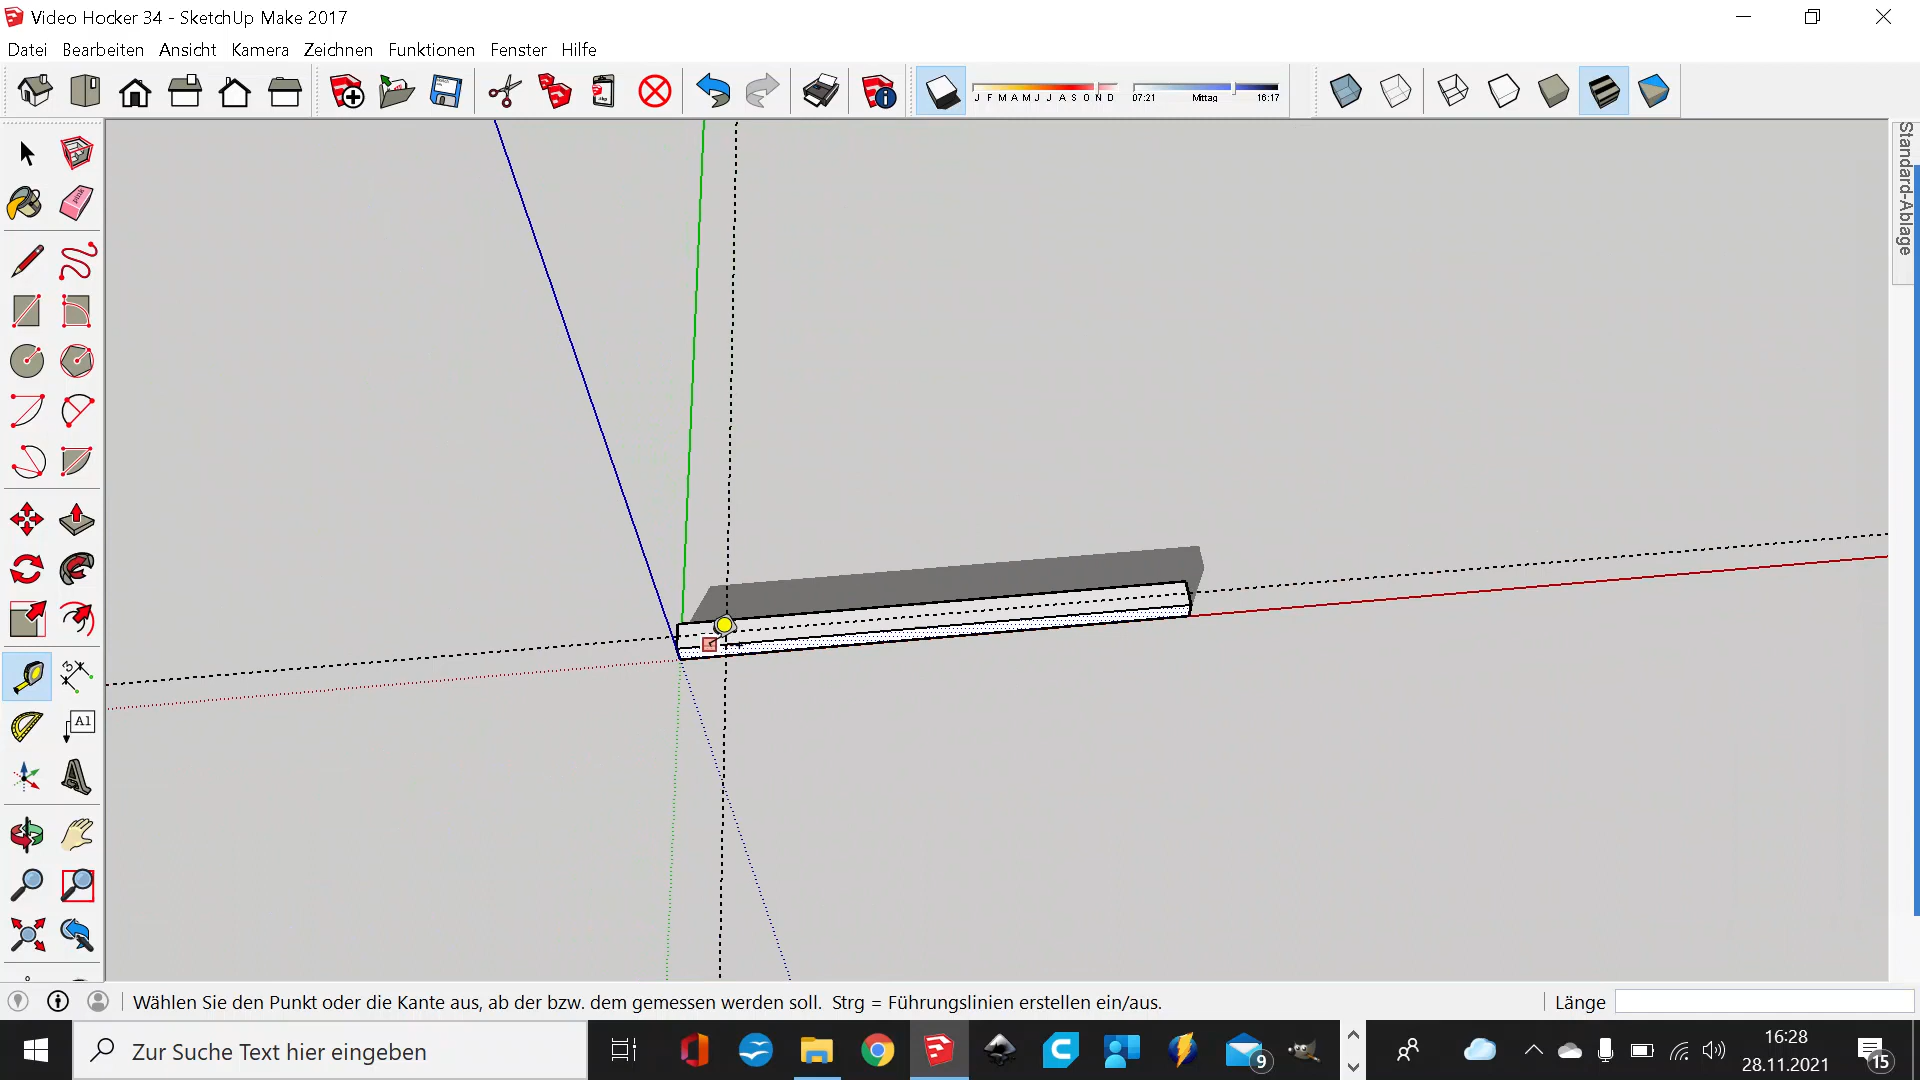 Video Hocker 34 - SketchUp Make 2017
Datei Bearbeiten Ansicht Kamera Zeichnen Funktionen Fenster Hilfe
J F M A M J J A S O N D 07:21 Mittag 16:17
Standard-Ablage
A1
Wählen Sie den Punkt oder die Kante aus, ab der bzw. dem gemessen werden soll. Strg = Führungslinien erstellen ein/aus.
Länge
Zur Suche Text hier eingeben
9
16:28
28.11.2021
15